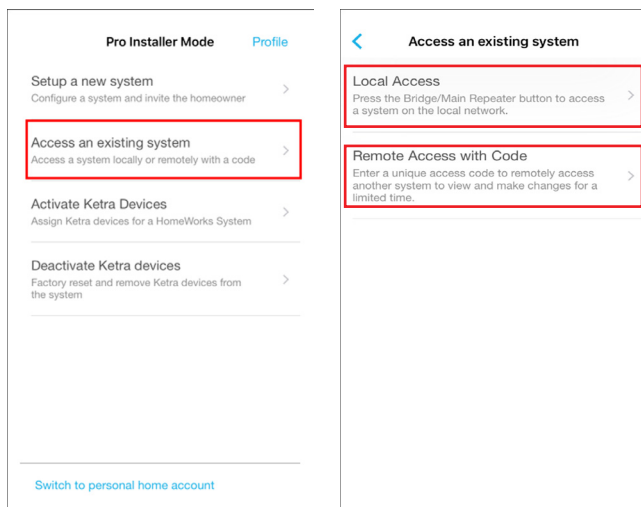 Pro Installer Mode
Profile
Setup a new system
Configure a system and invite the homeowner
Access an existing system
Access a system locally or remotely with a code
Activate Ketra Devices
Assign Ketra devices for a HomeWorks System
Deactivate Ketra devices
Factory reset and remove Ketra devices from
the system
Switch to personal home account
Access an existing system
Local Access
Press the Bridge/Main Repeater button to access
a system on the local network.
Remote Access with Code
Enter a unique access code to remotely access
another system to view and make changes for a
limited time.